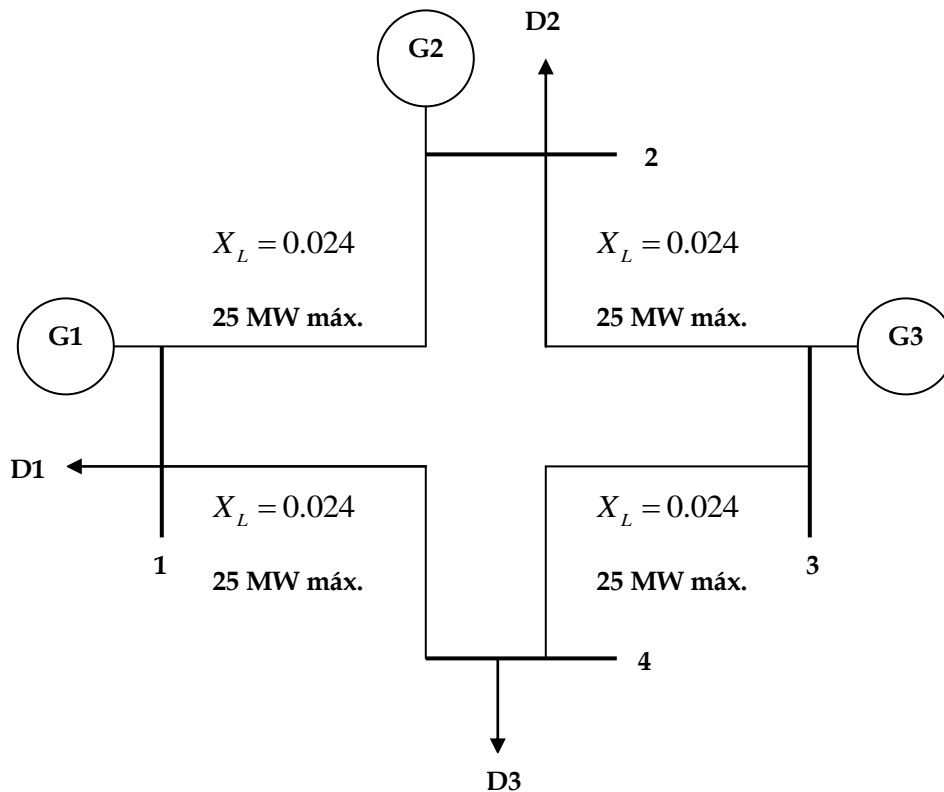 D2
G2
2
X_L = 0.024
X_L = 0.024
25 MW máx.
25 MW máx.
G1
G3
D1
X_L = 0.024
X_L = 0.024
1
3
25 MW máx.
25 MW máx.
4
D3